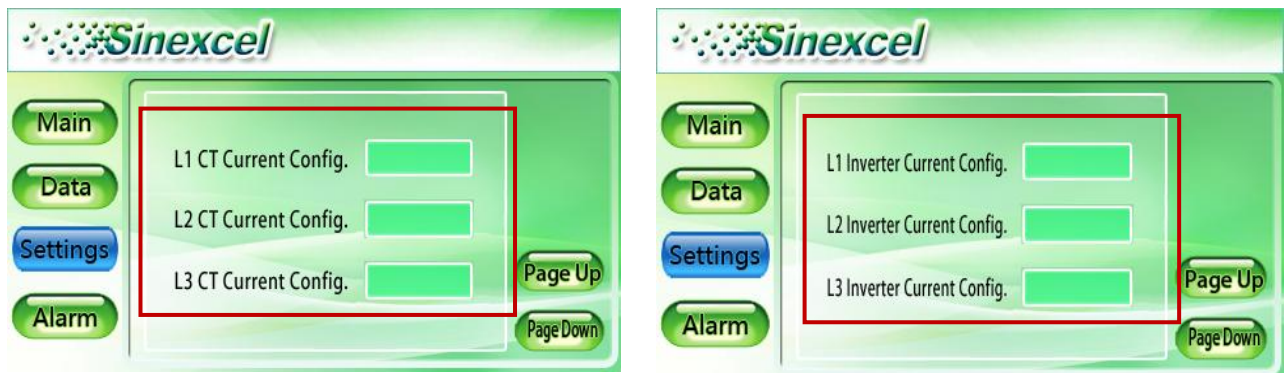 Sinexcel
Main
Data
Settings
Alarm
L1 CT Current Config.
L2 CT Current Config.
L3 CT Current Config.
Page Up
Page Down
Sinexcel
Main
Data
Settings
Alarm
L1 Inverter Current Config.
L2 Inverter Current Config.
L3 Inverter Current Config.
Page Up
Page Down